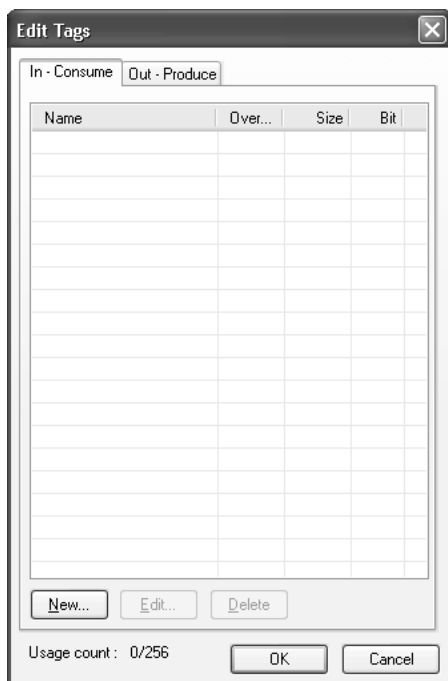 Edit Tags
In - Consume Out - Produce
Name Over... Size Bit
New... Edit... Delete
Usage count : 0/256
OK Cancel